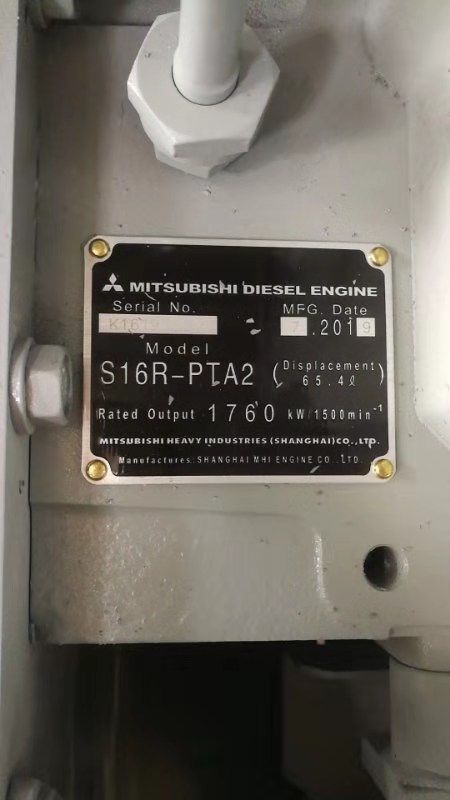 MITSUBISHI DIESEL ENGINE
Serial No. MFG. Date
7.2019
Model
S16R-PTA2 (Displacement 65.4ℓ)
Rated Output 1760 kW/1500min⁻¹
MITSUBISHI HEAVY INDUSTRIES (SHANGHAI)CO.,LTD.
Manufactures:SHANGHAI MHI ENGINE CO.,LTD.